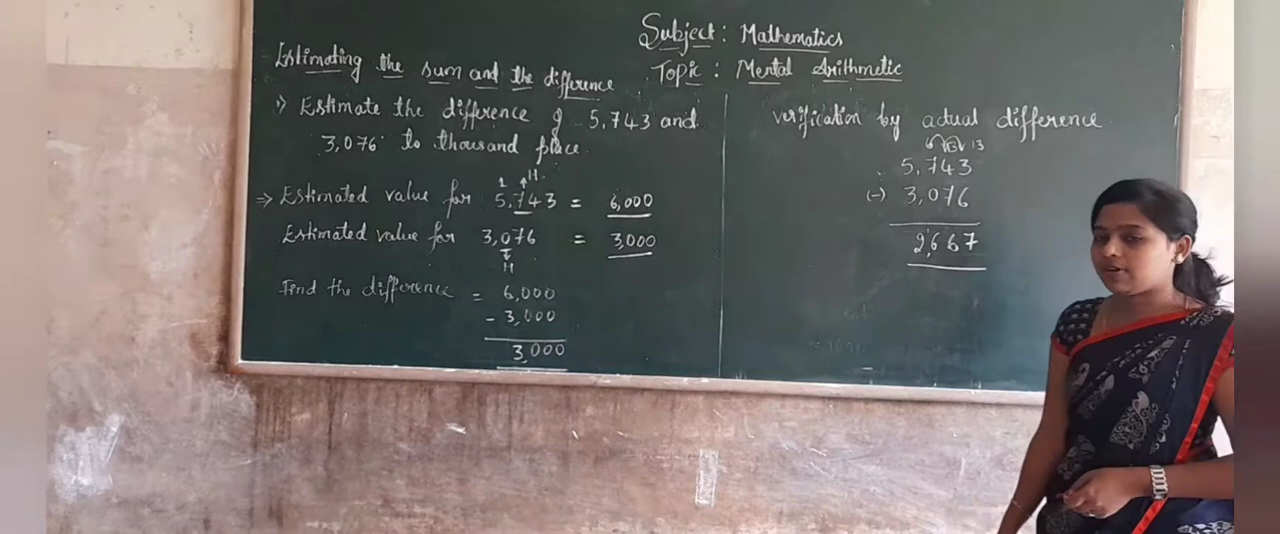 Subject: Mathematics
Topic: Mental Arithmetic
Estimating the sum and the difference
1) Estimate the difference of 5,743 and
3,076 to thousand place.
H
⇒ Estimated value for 5,743 = 6,000
Estimated value for 3,076 = 3,000
H
Find the difference = 6,000
- 3,000
3,000
verification by actual difference
13
5,743
(-) 3,076
2,667